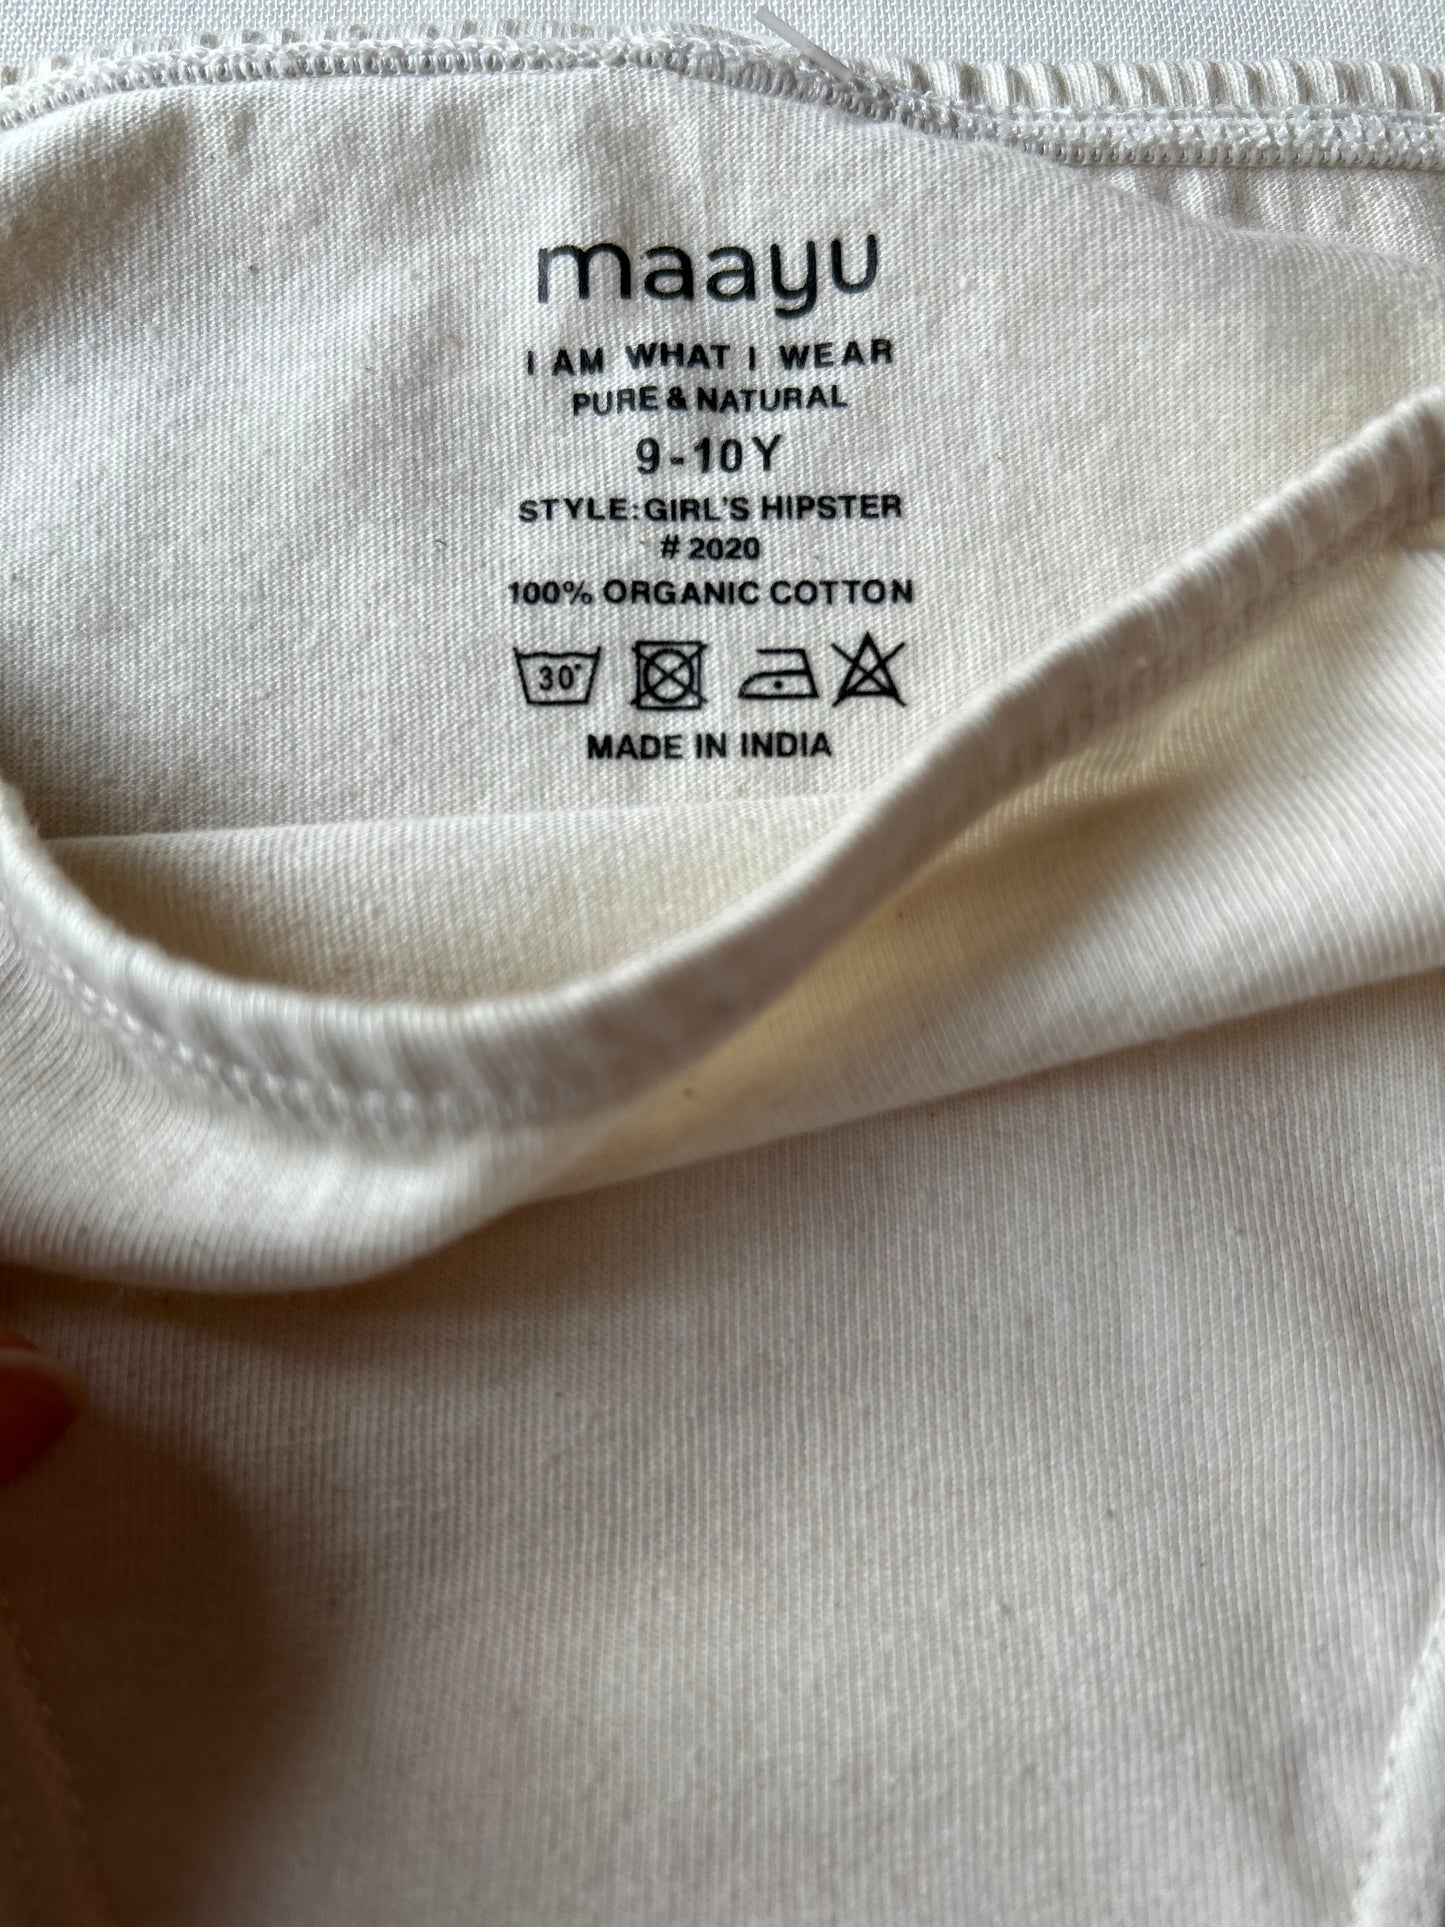 maayu
I AM WHAT I WEAR
PURE & NATURAL
9-10Y
STYLE:GIRL'S HIPSTER
# 2020
100% ORGANIC COTTON
30°
MADE IN INDIA